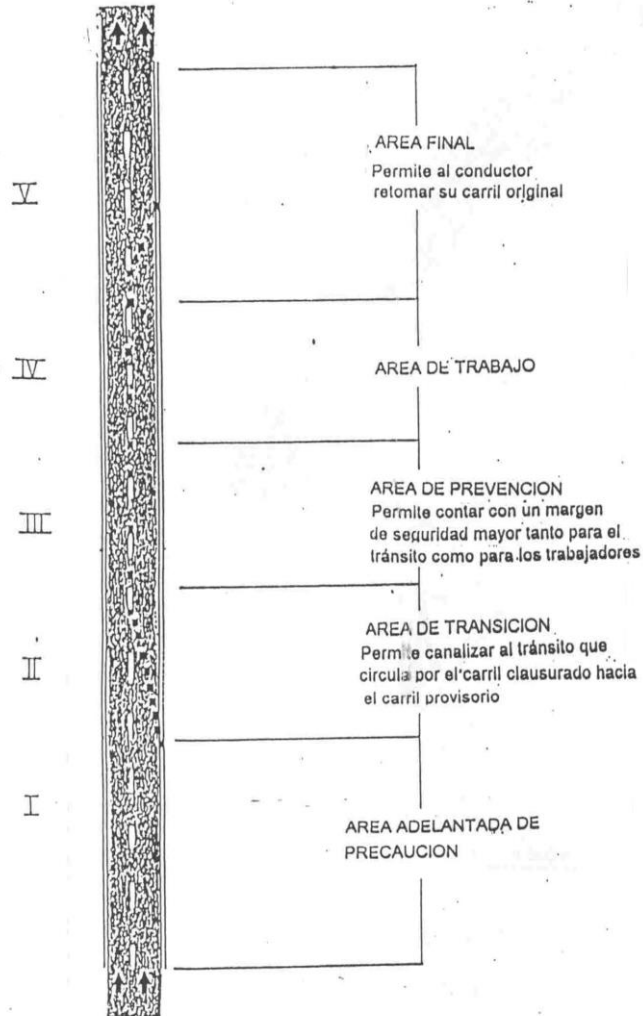 V
AREA FINAL
Permite al conductor
retomar su carril original
IV
AREA DE TRABAJO
III
AREA DE PREVENCION
Permite contar con un margen
de seguridad mayor tanto para el
tránsito como para los trabajadores
II
AREA DE TRANSICION
Permite canalizar al tránsito que
circula por el carril clausurado hacia
el carril provisorio
I
AREA ADELANTADA DE
PRECAUCION